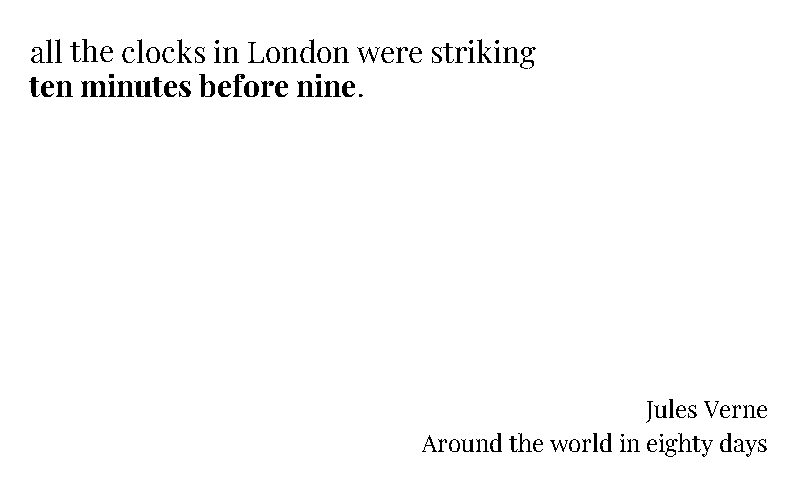 all the clocks in London were striking
ten minutes before nine.
Jules Verne
Around the world in eighty days